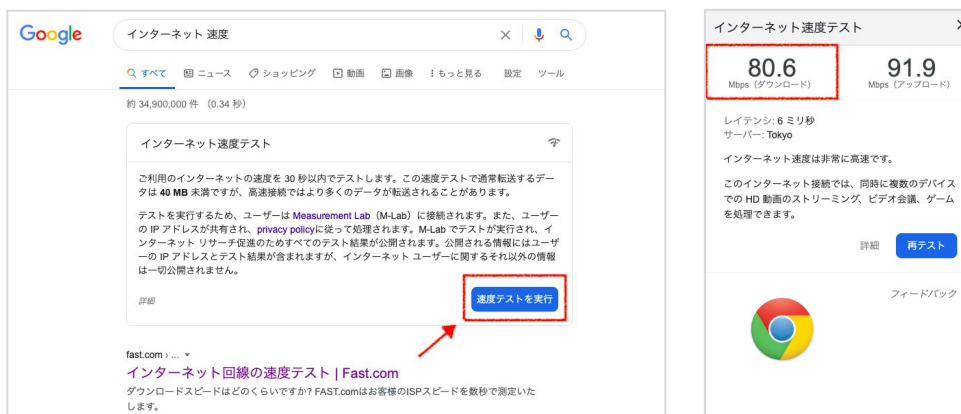 Google
インターネット 速度
すべて ニュース ショッピング 動画 画像 もっと見る 設定 ツール
約 34,900,000 件 （0.34 秒）
インターネット速度テスト
ご利用のインターネットの速度を 30 秒以内でテストします。この速度テストで通常転送するデー
タは 40 MB 未満ですが、高速接続ではより多くのデータが転送されることがあります。
テストを実行するため、ユーザーは Measurement Lab（M-Lab）に接続されます。また、ユーザー
の IP アドレスが共有され、privacy policyに従って処理されます。M-Lab でテストが実行され、イ
ンターネット リサーチ促進のためすべてのテスト結果が公開されます。公開される情報にはユーザ
ーの IP アドレスとテスト結果が含まれますが、インターネット ユーザーに関するそれ以外の情報
は一切公開されません。
詳細
速度テストを実行
fast.com › ...
インターネット回線の速度テスト | Fast.com
ダウンロードスピードはどのくらいですか? FAST.comはお客様のISPスピードを数秒で測定いた
します。
インターネット速度テスト
80.6
Mbps（ダウンロード）
91.9
Mbps（アップロード）
レイテンシ: 6 ミリ秒
サーバー: Tokyo
インターネット速度は非常に高速です。
このインターネット接続では、同時に複数のデバイス
での HD 動画のストリーミング、ビデオ会議、ゲーム
を処理できます。
詳細
再テスト
フィードバック